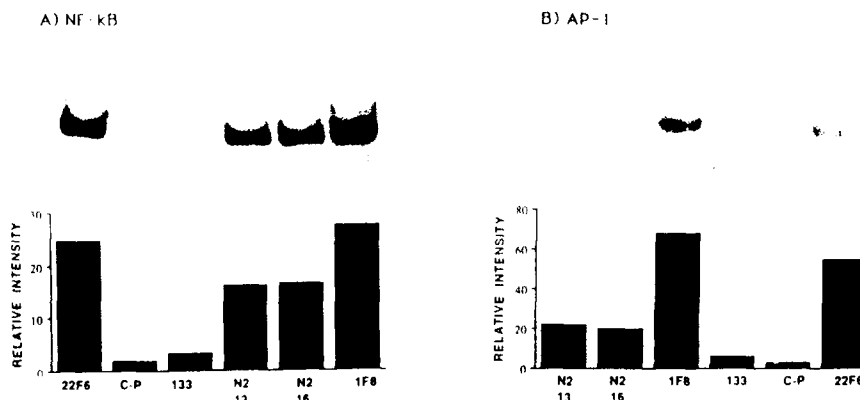 A) NF-kB
B) AP-1
RELATIVE INTENSITY
30
20
10
0
22F6 C-P 133 N2 13 N2 16 1F8
RELATIVE INTENSITY
80
60
40
20
0
N2 13 N2 16 1F8 133 C-P 22F6